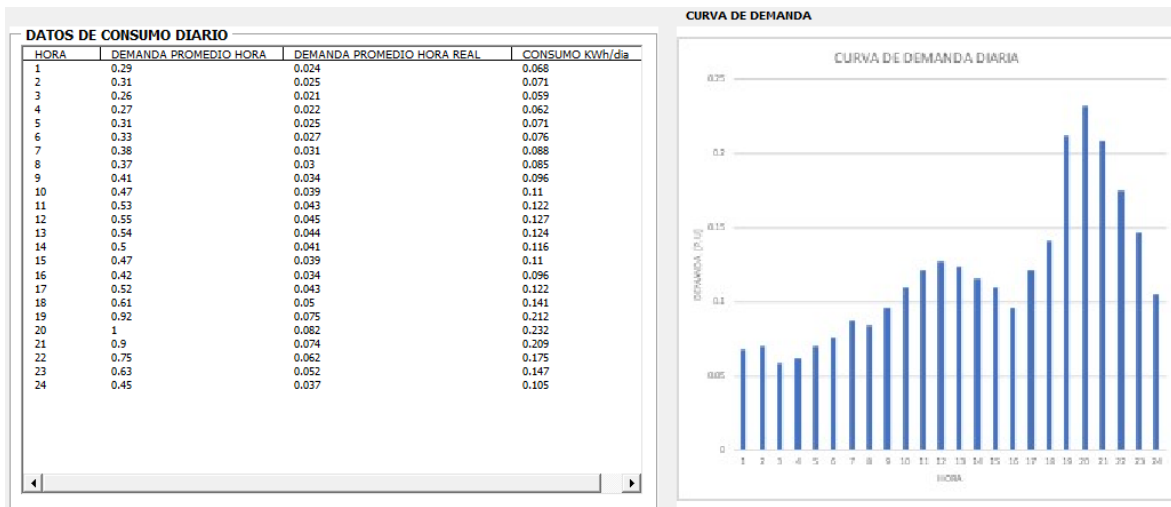 CURVA DE DEMANDA
DATOS DE CONSUMO DIARIO
HORA DEMANDA PROMEDIO HORA DEMANDA PROMEDIO HORA REAL CONSUMO KWh/dia
1 0.29 0.024 0.068
2 0.31 0.025 0.071
3 0.26 0.021 0.059
4 0.27 0.022 0.062
5 0.31 0.025 0.071
6 0.33 0.027 0.076
7 0.38 0.031 0.088
8 0.37 0.03 0.085
9 0.41 0.034 0.096
10 0.47 0.039 0.11
11 0.53 0.043 0.122
12 0.55 0.045 0.127
13 0.54 0.044 0.124
14 0.5 0.041 0.116
15 0.47 0.039 0.11
16 0.42 0.034 0.096
17 0.52 0.043 0.122
18 0.61 0.05 0.141
19 0.92 0.075 0.212
20 1 0.082 0.232
21 0.9 0.074 0.209
22 0.75 0.062 0.175
23 0.63 0.052 0.147
24 0.45 0.037 0.105
CURVA DE DEMANDA DIARIA
0.25
0.2
0.15
0.1
0.05
0
DEMANDA [P.U]
1 2 3 4 5 6 7 8 9 10 11 12 13 14 15 16 17 18 19 20 21 22 23 24
HORA